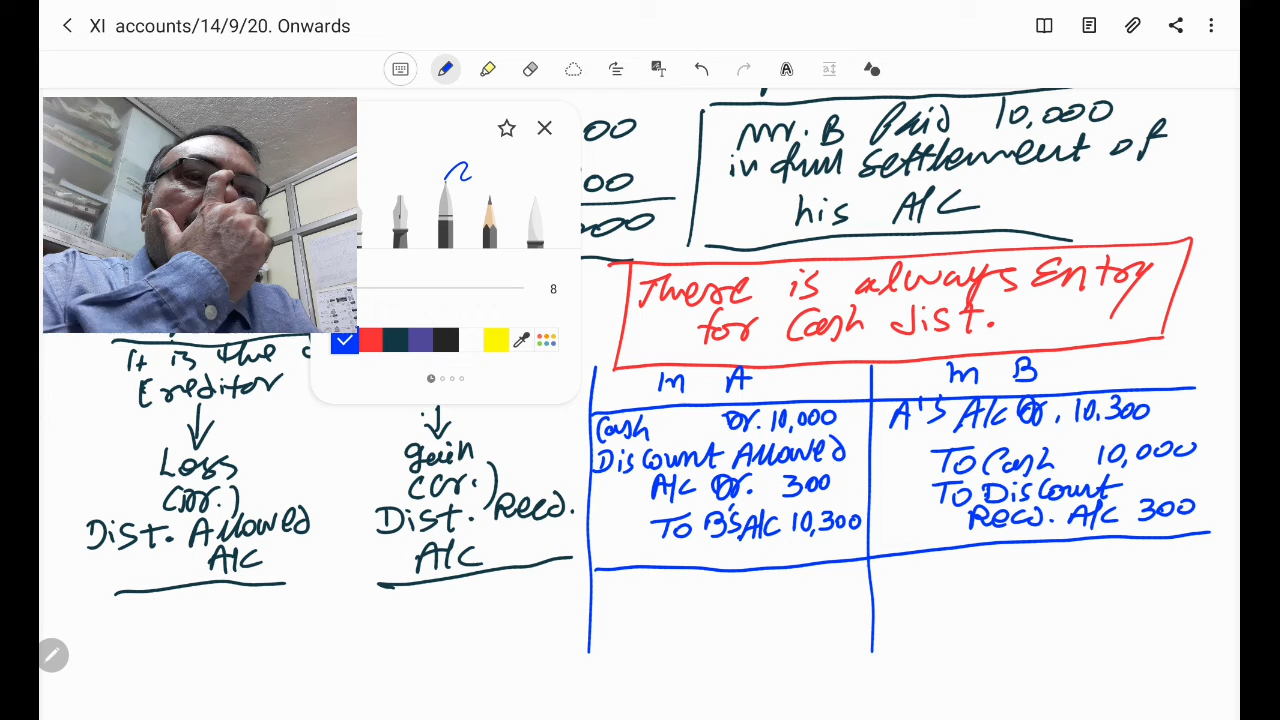 XI accounts/14/9/20. Onwards
00
00
000
Mr. B Paid 10,000
in full settlement of
his A/C
8
There is always Entry
for Cash Dist.
It is the
Creditor
Loss
(Dr.)
Dist. Allowed
A/C
gain
(Cr.)
Dist. Recd.
A/C
In A
Cash Dr. 10,000
Discount Allowed
A/c Dr. 300
To B's A/C 10,300
In B
A's A/c Dr. 10,300
To Cash 10,000
To Discount
Recd. A/C 300